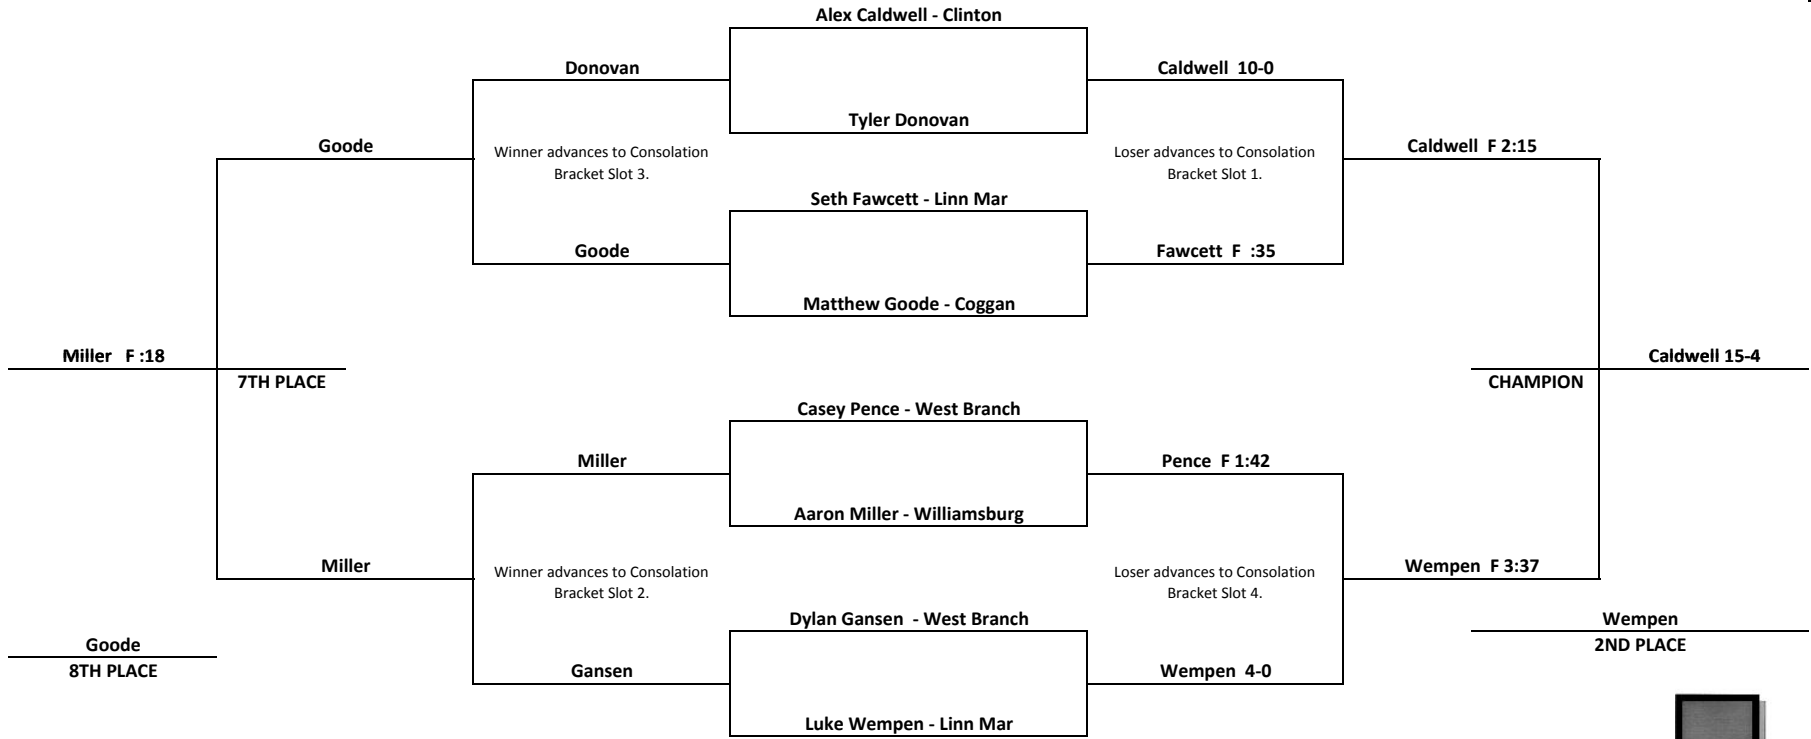 Alex Caldwell - Clinton
Donovan
Caldwell 10-0
Tyler Donovan
Goode
Winner advances to Consolation
Bracket Slot 3.
Loser advances to Consolation
Bracket Slot 1.
Caldwell F 2:15
Seth Fawcett - Linn Mar
Goode
Fawcett F :35
Matthew Goode - Coggan
Miller F :18
7TH PLACE
CHAMPION
Caldwell 15-4
Casey Pence - West Branch
Miller
Pence F 1:42
Aaron Miller - Williamsburg
Miller
Winner advances to Consolation
Bracket Slot 2.
Loser advances to Consolation
Bracket Slot 4.
Wempen F 3:37
Dylan Gansen - West Branch
Goode
8TH PLACE
Wempen
2ND PLACE
Gansen
Wempen 4-0
Luke Wempen - Linn Mar